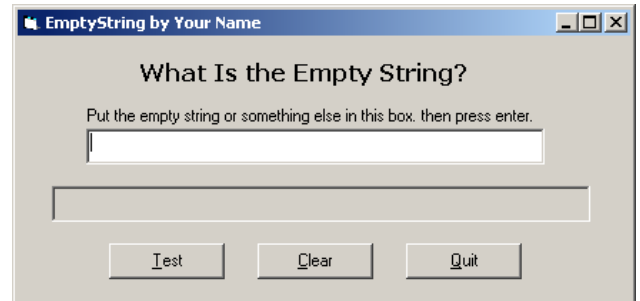 EmptyString by Your Name
What Is the Empty String?
Put the empty string or something else in this box. then press enter.
Test Clear Quit